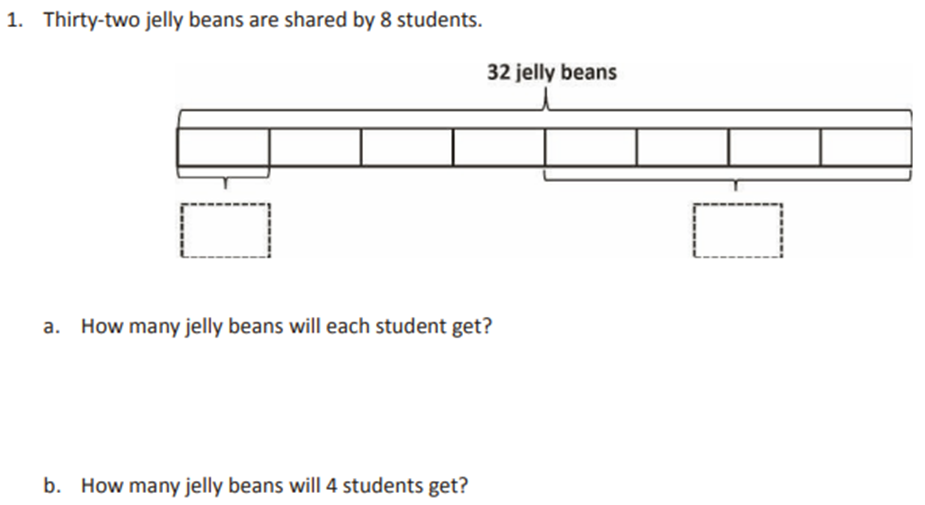 1. Thirty-two jelly beans are shared by 8 students.
32 jelly beans
a. How many jelly beans will each student get?
b. How many jelly beans will 4 students get?